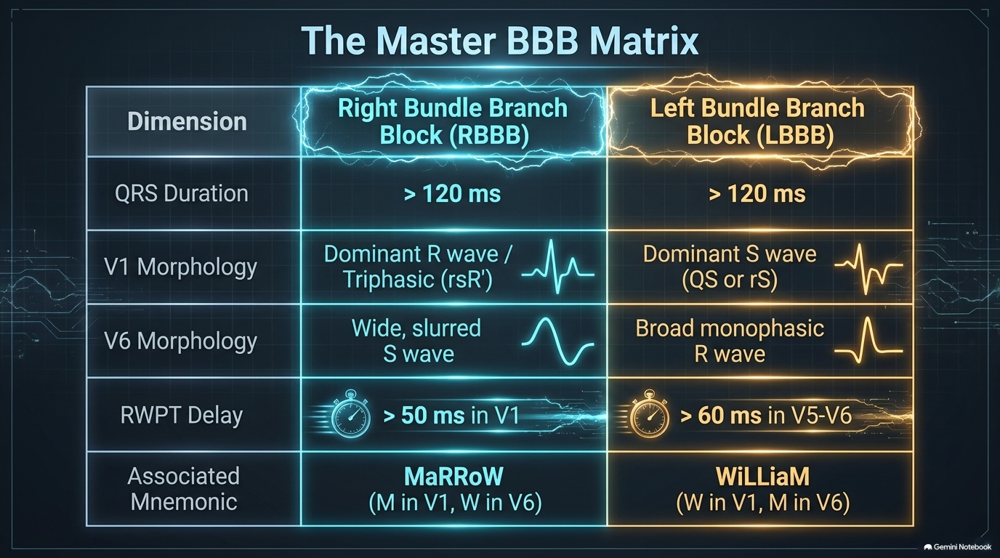 The Master BBB Matrix
Dimension
Right Bundle Branch
Block (RBBB)
Left Bundle Branch
Block (LBBB)
QRS Duration
> 120 ms
> 120 ms
V1 Morphology
Dominant R wave /
Triphasic (rsR')
Dominant S wave
(QS or rS)
V6 Morphology
Wide, slurred
S wave
Broad monophasic
R wave
RWPT Delay
> 50 ms in V1
> 60 ms in V5-V6
Associated
Mnemonic
MaRRoW
(M in V1, W in V6)
WiLLiaM
(W in V1, M in V6)
Gemini Notebook